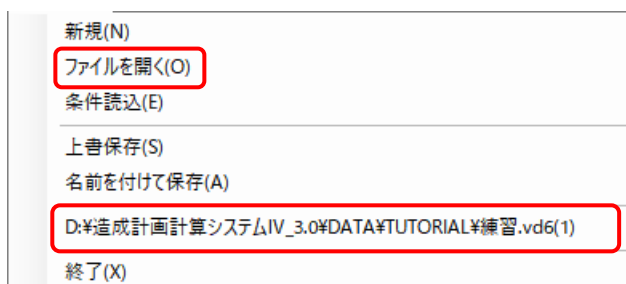 新規(N)
ファイルを開く(O)
条件読込(E)
上書保存(S)
名前を付けて保存(A)
D:¥造成計画計算システムIV_3.0¥DATA¥TUTORIAL¥練習.vd6(1)
終了(X)